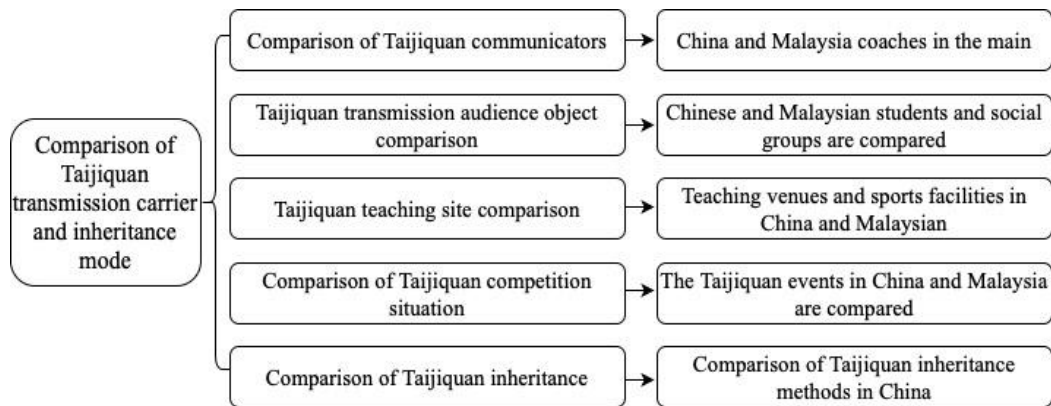 Comparison of
Taijiquan
transmission carrier
and inheritance
mode
Comparison of Taijiquan communicators
China and Malaysia coaches in the main
Taijiquan transmission audience object
comparison
Chinese and Malaysian students and social
groups are compared
Taijiquan teaching site comparison
Teaching venues and sports facilities in
China and Malaysian
Comparison of Taijiquan competition
situation
The Taijiquan events in China and Malaysia
are compared
Comparison of Taijiquan inheritance
Comparison of Taijiquan inheritance
methods in China